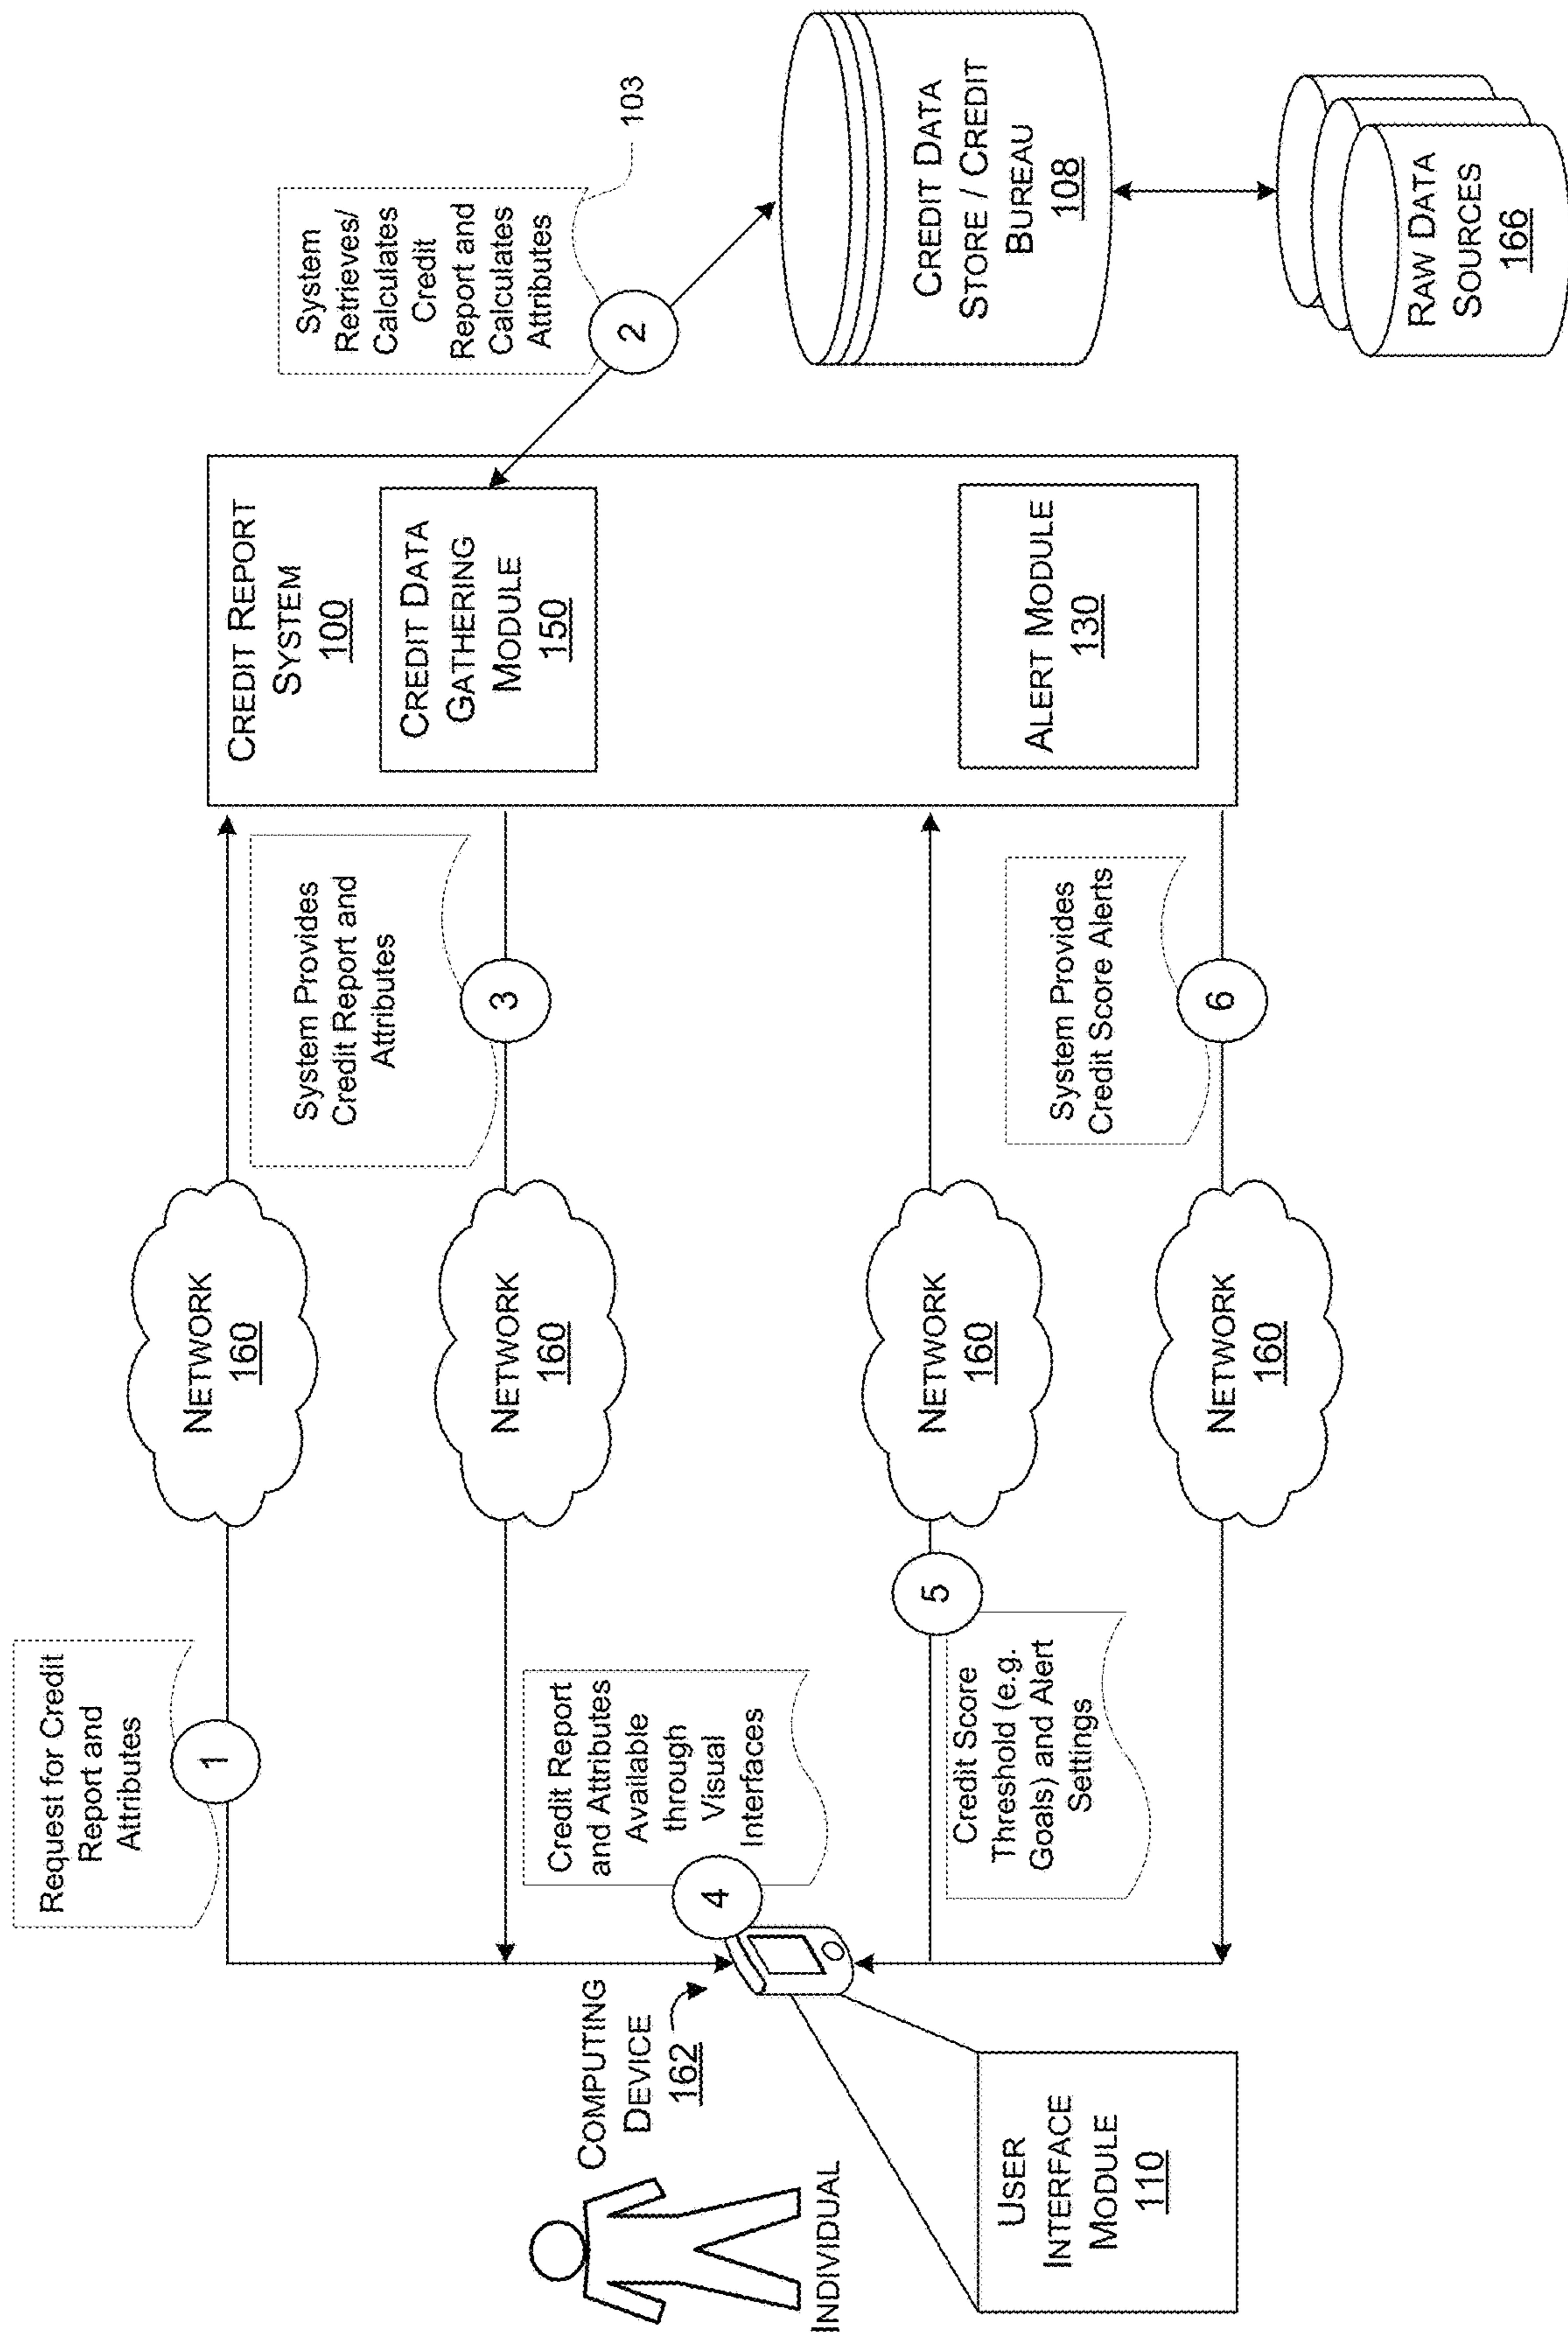 Request for Credit
Report and
Attributes
1
NETWORK
160
System Provides
Credit Report and
Attributes
3
NETWORK
160
CREDIT REPORT
SYSTEM
100
CREDIT DATA
GATHERING
MODULE
150
ALERT MODULE
130
System
Retrieves/
Calculates
Credit
Report and
Calculates
Attributes
103
2
CREDIT DATA
STORE / CREDIT
BUREAU
108
RAW DATA
SOURCES
166
COMPUTING
DEVICE
162
INDIVIDUAL
4
Credit Report
and Attributes
Available
through
Visual
Interfaces
5
Credit Score
Threshold (e.g.
Goals) and Alert
Settings
NETWORK
160
System Provides
Credit Score Alerts
6
NETWORK
160
USER
INTERFACE
MODULE
110